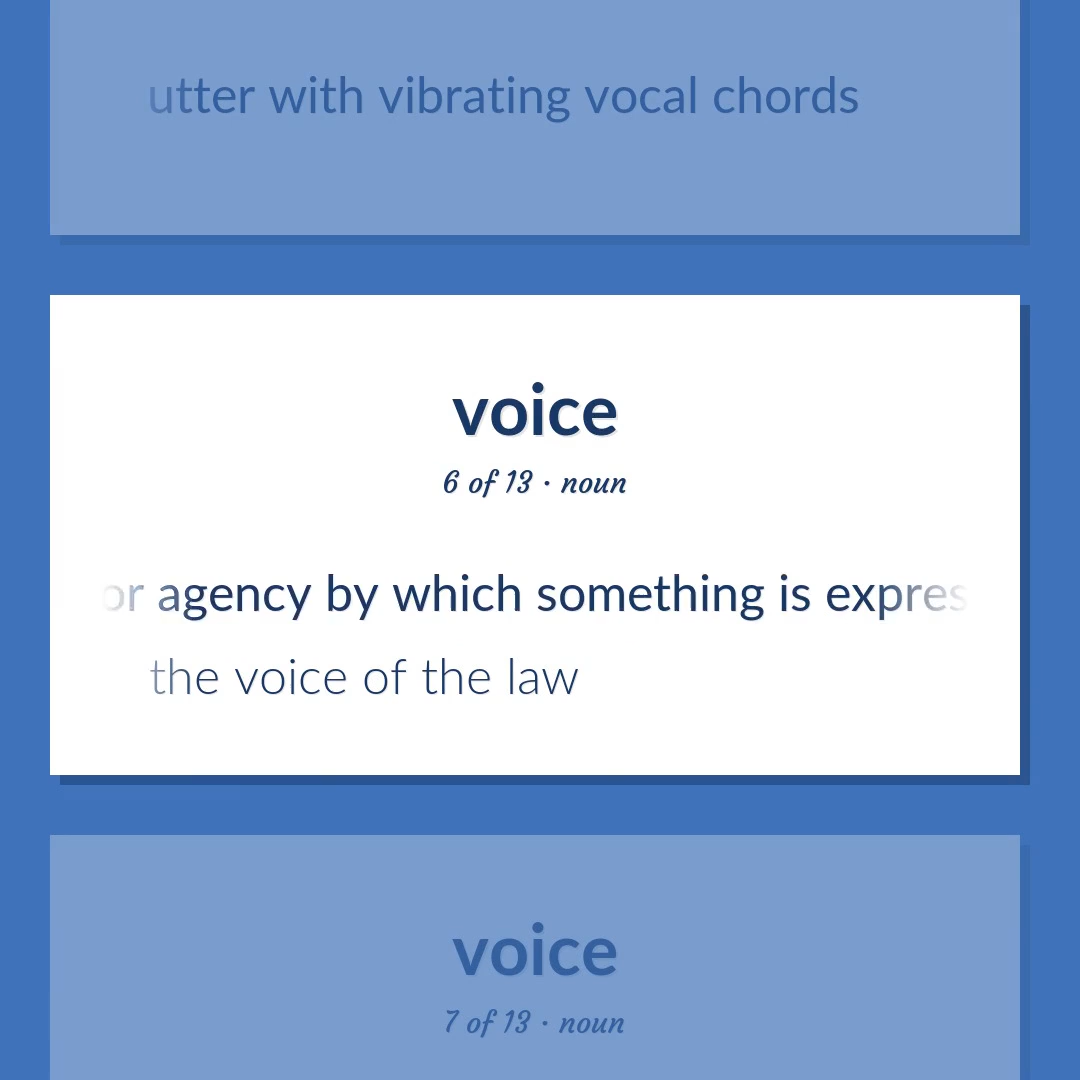 utter with vibrating vocal chords
voice
6 of 13 · noun
or agency by which something is expres
the voice of the law
voice
7 of 13 · noun